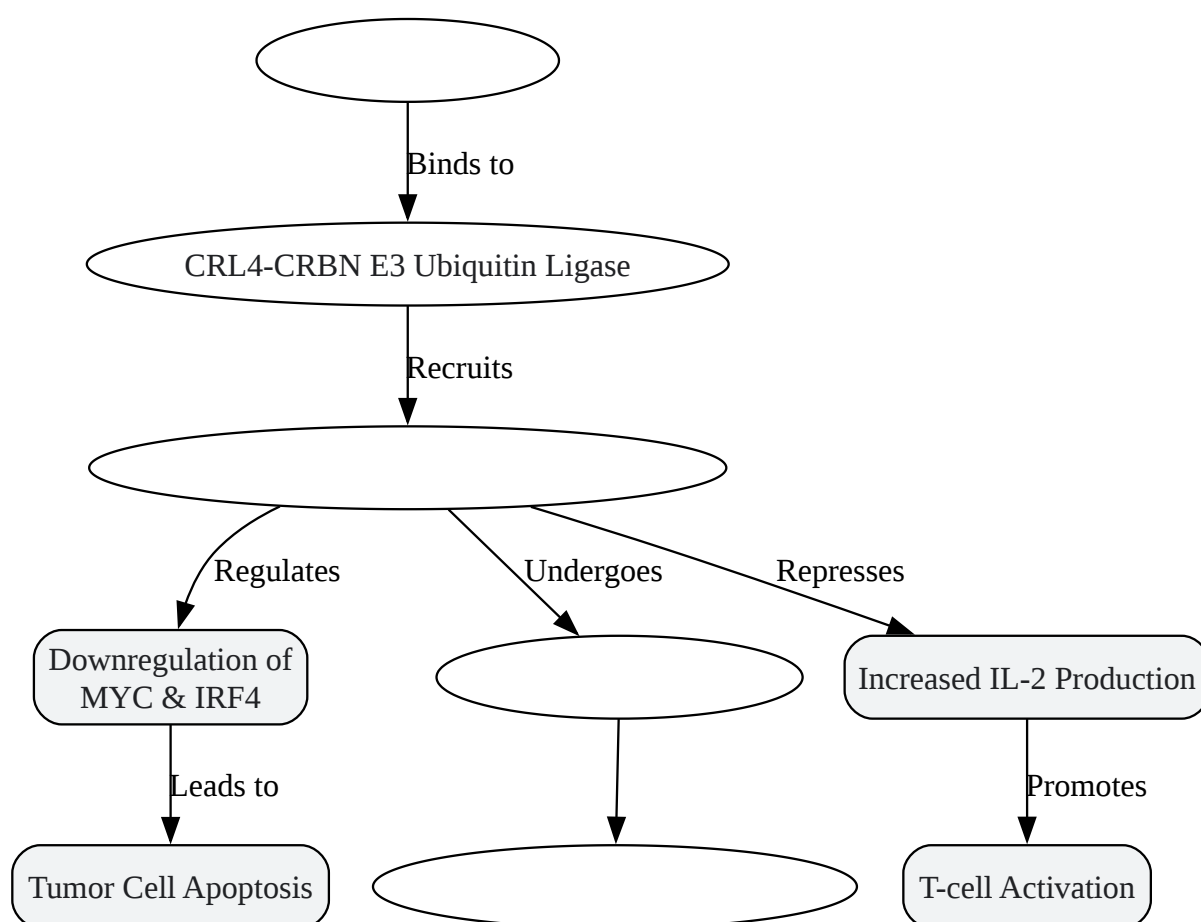 Binds to
CRL4-CRBN E3 Ubiquitin Ligase
Recruits
Regulates
Undergoes
Represses
Downregulation of
MYC & IRF4
Increased IL-2 Production
Leads to
Promotes
Tumor Cell Apoptosis
T-cell Activation